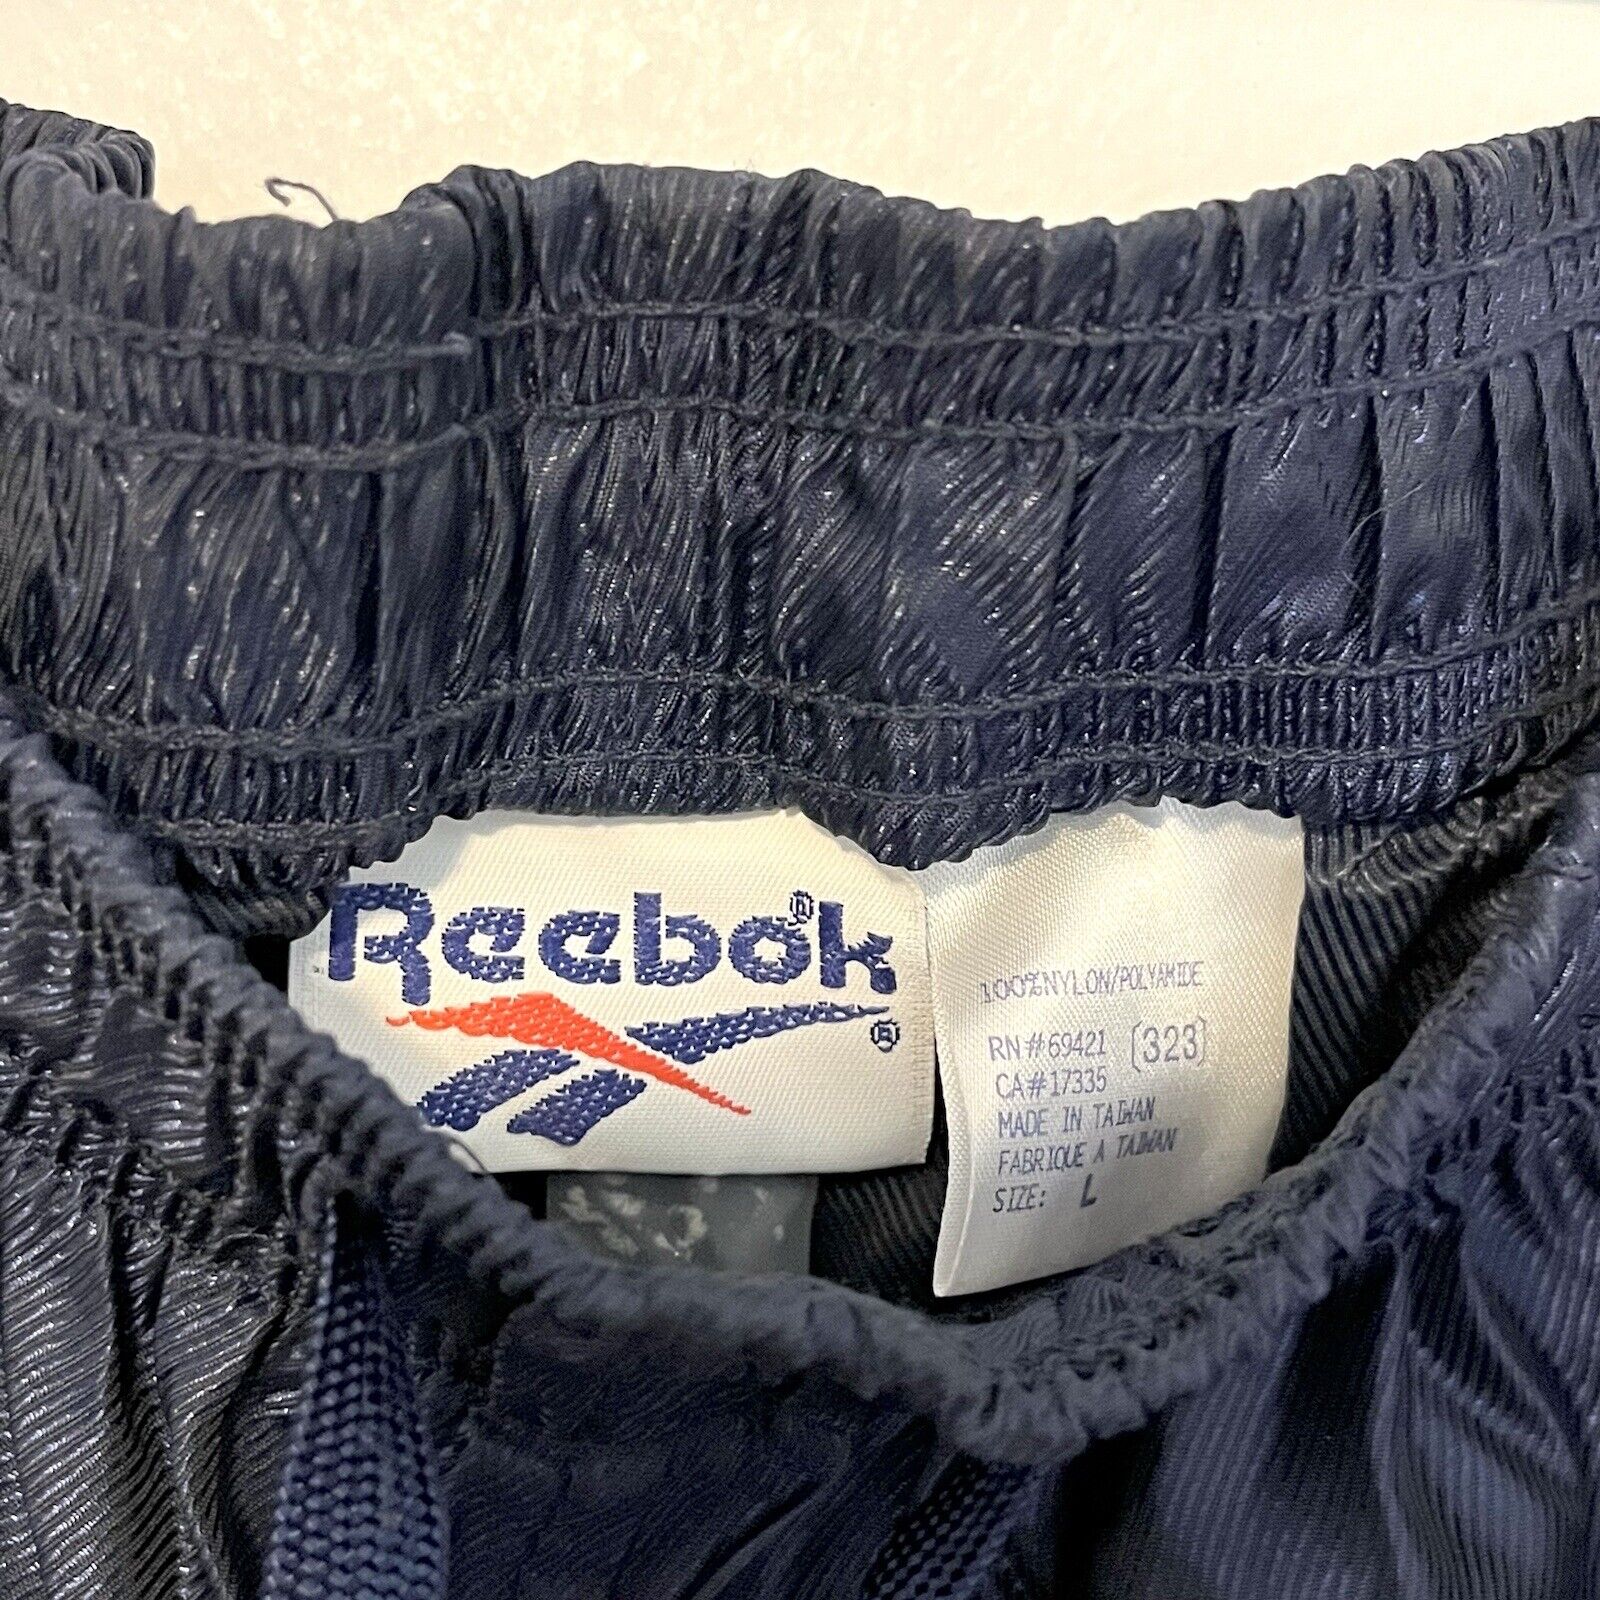 Reebok®
®
100% NYLON/POLYAMIDE
RN#69421 (323)
CA#17335
MADE IN TAIWAN
FABRIQUE A TAIWAN
SIZE: L